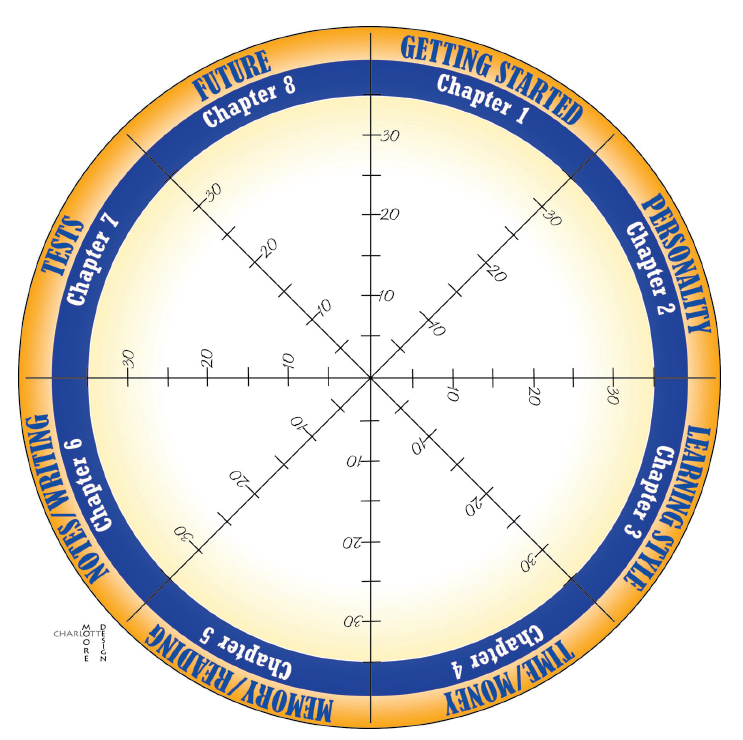 GETTING STARTED
Chapter 1
PERSONALITY
Chapter 2
LEARNING STYLE
Chapter 3
TIME/MONEY
Chapter 4
MEMORY/READING
Chapter 5
NOTES/WRITING
Chapter 6
TESTS
Chapter 7
FUTURE
Chapter 8
30
20
10
30
20
10
10
20
30
10
20
30
10
20
30
10
20
30
30
20
10
30
20
10
CHARLOTTE
MOORE
DESIGN